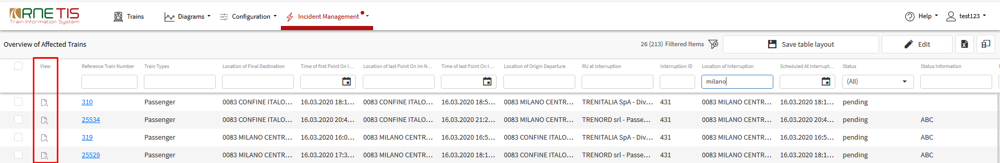 RNE TIS
Train Information System
Trains
Diagrams
Configuration
Incident Management
Help
test123
Overview of Affected Trains
26 (213) Filtered Items
Save table layout
Edit
View Reference Train Number Train Types Location of Final Destination Time of first Point On I... Location of last Point On Im N... Time of last Point On I... Location of Origin Departure RU at interruption Interruption ID Location of Interruption Scheduled At Interrupt... Status Status Information
milano (All)
310 Passenger 0083 CONFINE ITALO... 16.03.2020 18:1... 0083 CONFINE ITALO... 16.03.2020 18:5... 0083 MILANO CENTR... TRENITALIA SpA - Div... 431 0083 MILANO CENTR... 16.03.2020 18:1... pending
25534 Passenger 0083 CONFINE ITALO... 16.03.2020 20:4... 0083 CONFINE ITALO... 16.03.2020 21:2... 0083 MILANO CENTR... TRENORD srl - Passe... 431 0083 MILANO CENTR... 16.03.2020 20:4... pending ABC
319 Passenger 0083 MILANO CENTR... 16.03.2020 16:0... 0083 MILANO CENTR... 16.03.2020 16:5... 0083 CONFINE ITALO... TRENITALIA SpA - Div... 431 0083 MILANO CENTR... 16.03.2020 16:5... pending ABC
25529 Passenger 0083 MILANO CENTR... 16.03.2020 17:3... 0083 MILANO CENTR... 16.03.2020 18:1... 0083 CONFINE ITALO... TRENORD srl - Passe... 431 0083 MILANO CENTR... 16.03.2020 18:1... pending ABC